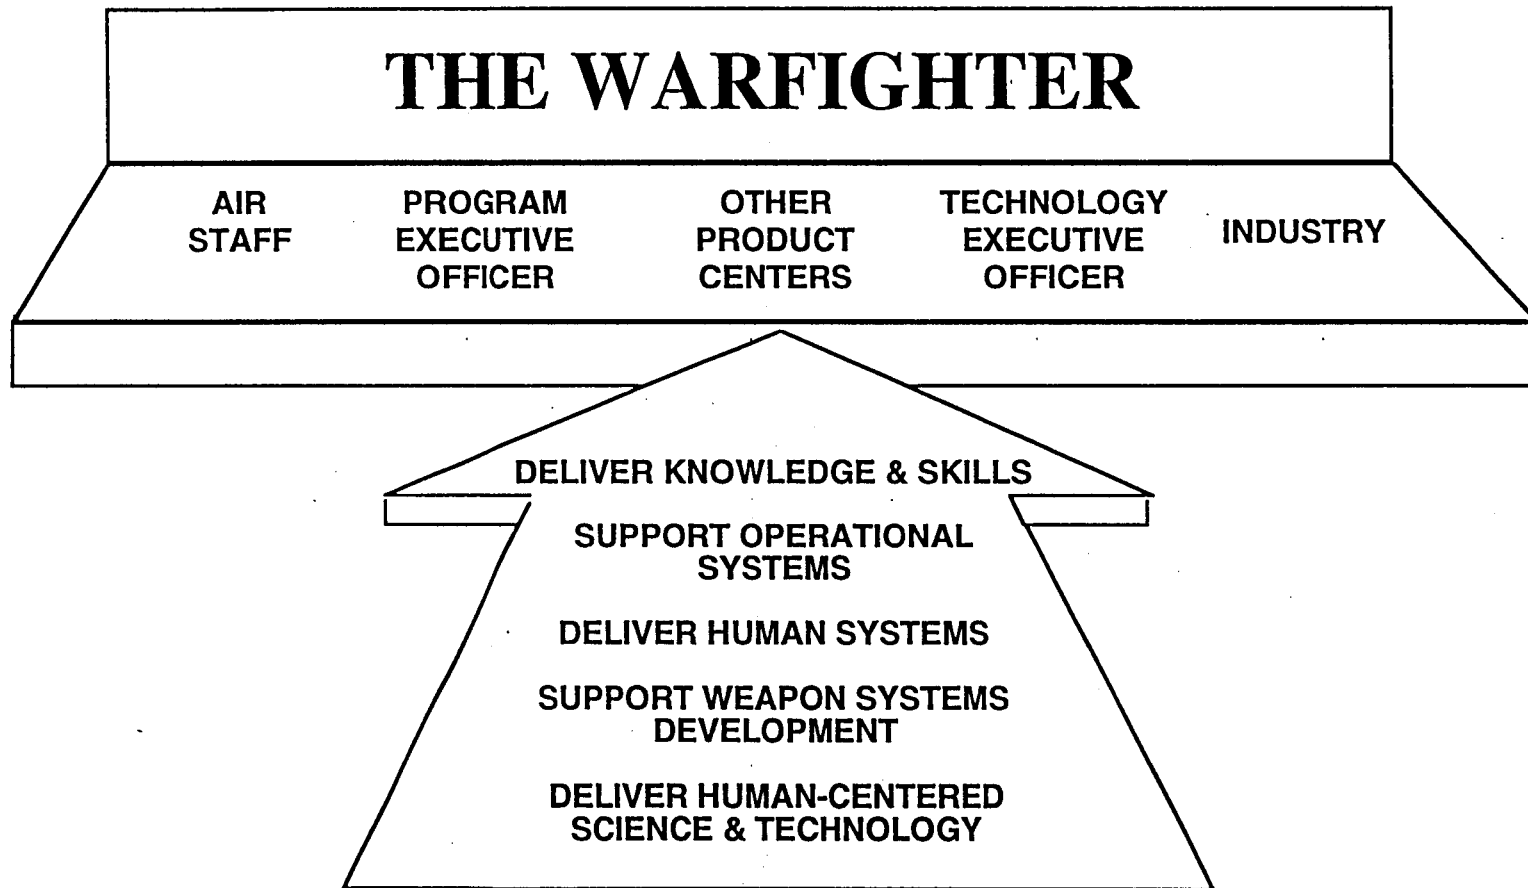 THE WARFIGHTER
AIR
STAFF
PROGRAM
EXECUTIVE
OFFICER
OTHER
PRODUCT
CENTERS
TECHNOLOGY
EXECUTIVE
OFFICER
INDUSTRY
DELIVER KNOWLEDGE & SKILLS
SUPPORT OPERATIONAL
SYSTEMS
DELIVER HUMAN SYSTEMS
SUPPORT WEAPON SYSTEMS
DEVELOPMENT
DELIVER HUMAN-CENTERED
SCIENCE & TECHNOLOGY